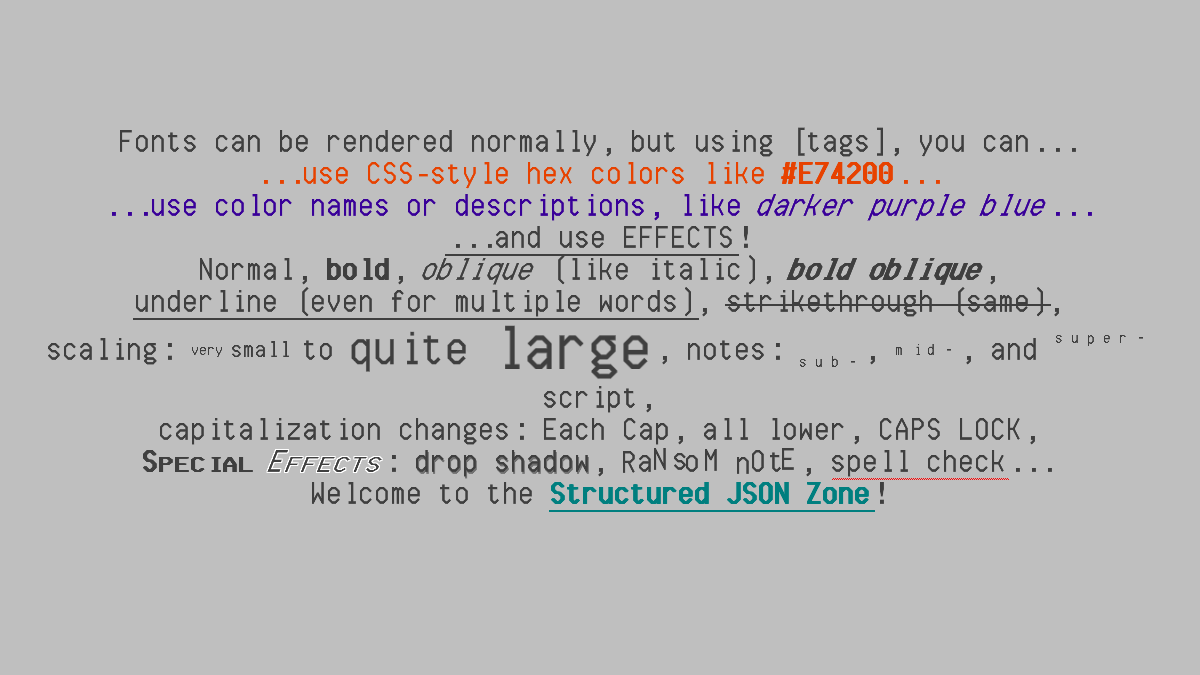 Fonts can be rendered normally, but using [tags], you can...
...use CSS-style hex colors like #E74200...
...use color names or descriptions, like darker purple blue...
...and use EFFECTS!
Normal, bold, oblique (like italic), bold oblique,
underline (even for multiple words), strikethrough (same),
scaling: very small to quite large, notes: sub-, mid-, and super-
script,
capitalization changes: Each Cap, all lower, CAPS LOCK,
SPECIAL EFFECTS: drop shadow, RaNsoM nOtE, spell check...
Welcome to the Structured JSON Zone!